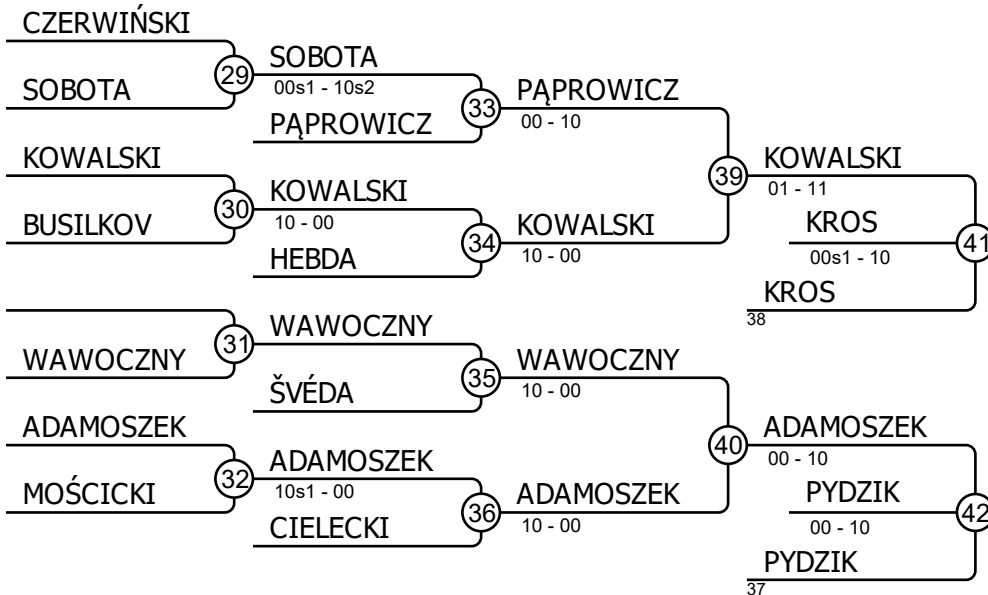 CZERWIŃSKI
SOBOTA
29
SOBOTA
00s1 - 10s2
PĄPROWICZ
33
PĄPROWICZ
00 - 10
KOWALSKI
BUSILKOV
30
KOWALSKI
10 - 00
HEBDA
34
KOWALSKI
10 - 00
39
KOWALSKI
01 - 11
KROS
00s1 - 10
41
KROS
38
WAWOCZNY
31
WAWOCZNY
ŠVÉDA
35
WAWOCZNY
10 - 00
ADAMOSZEK
MOŚCICKI
32
ADAMOSZEK
10s1 - 00
CIELECKI
36
ADAMOSZEK
10 - 00
40
ADAMOSZEK
00 - 10
PYDZIK
00 - 10
42
PYDZIK
37